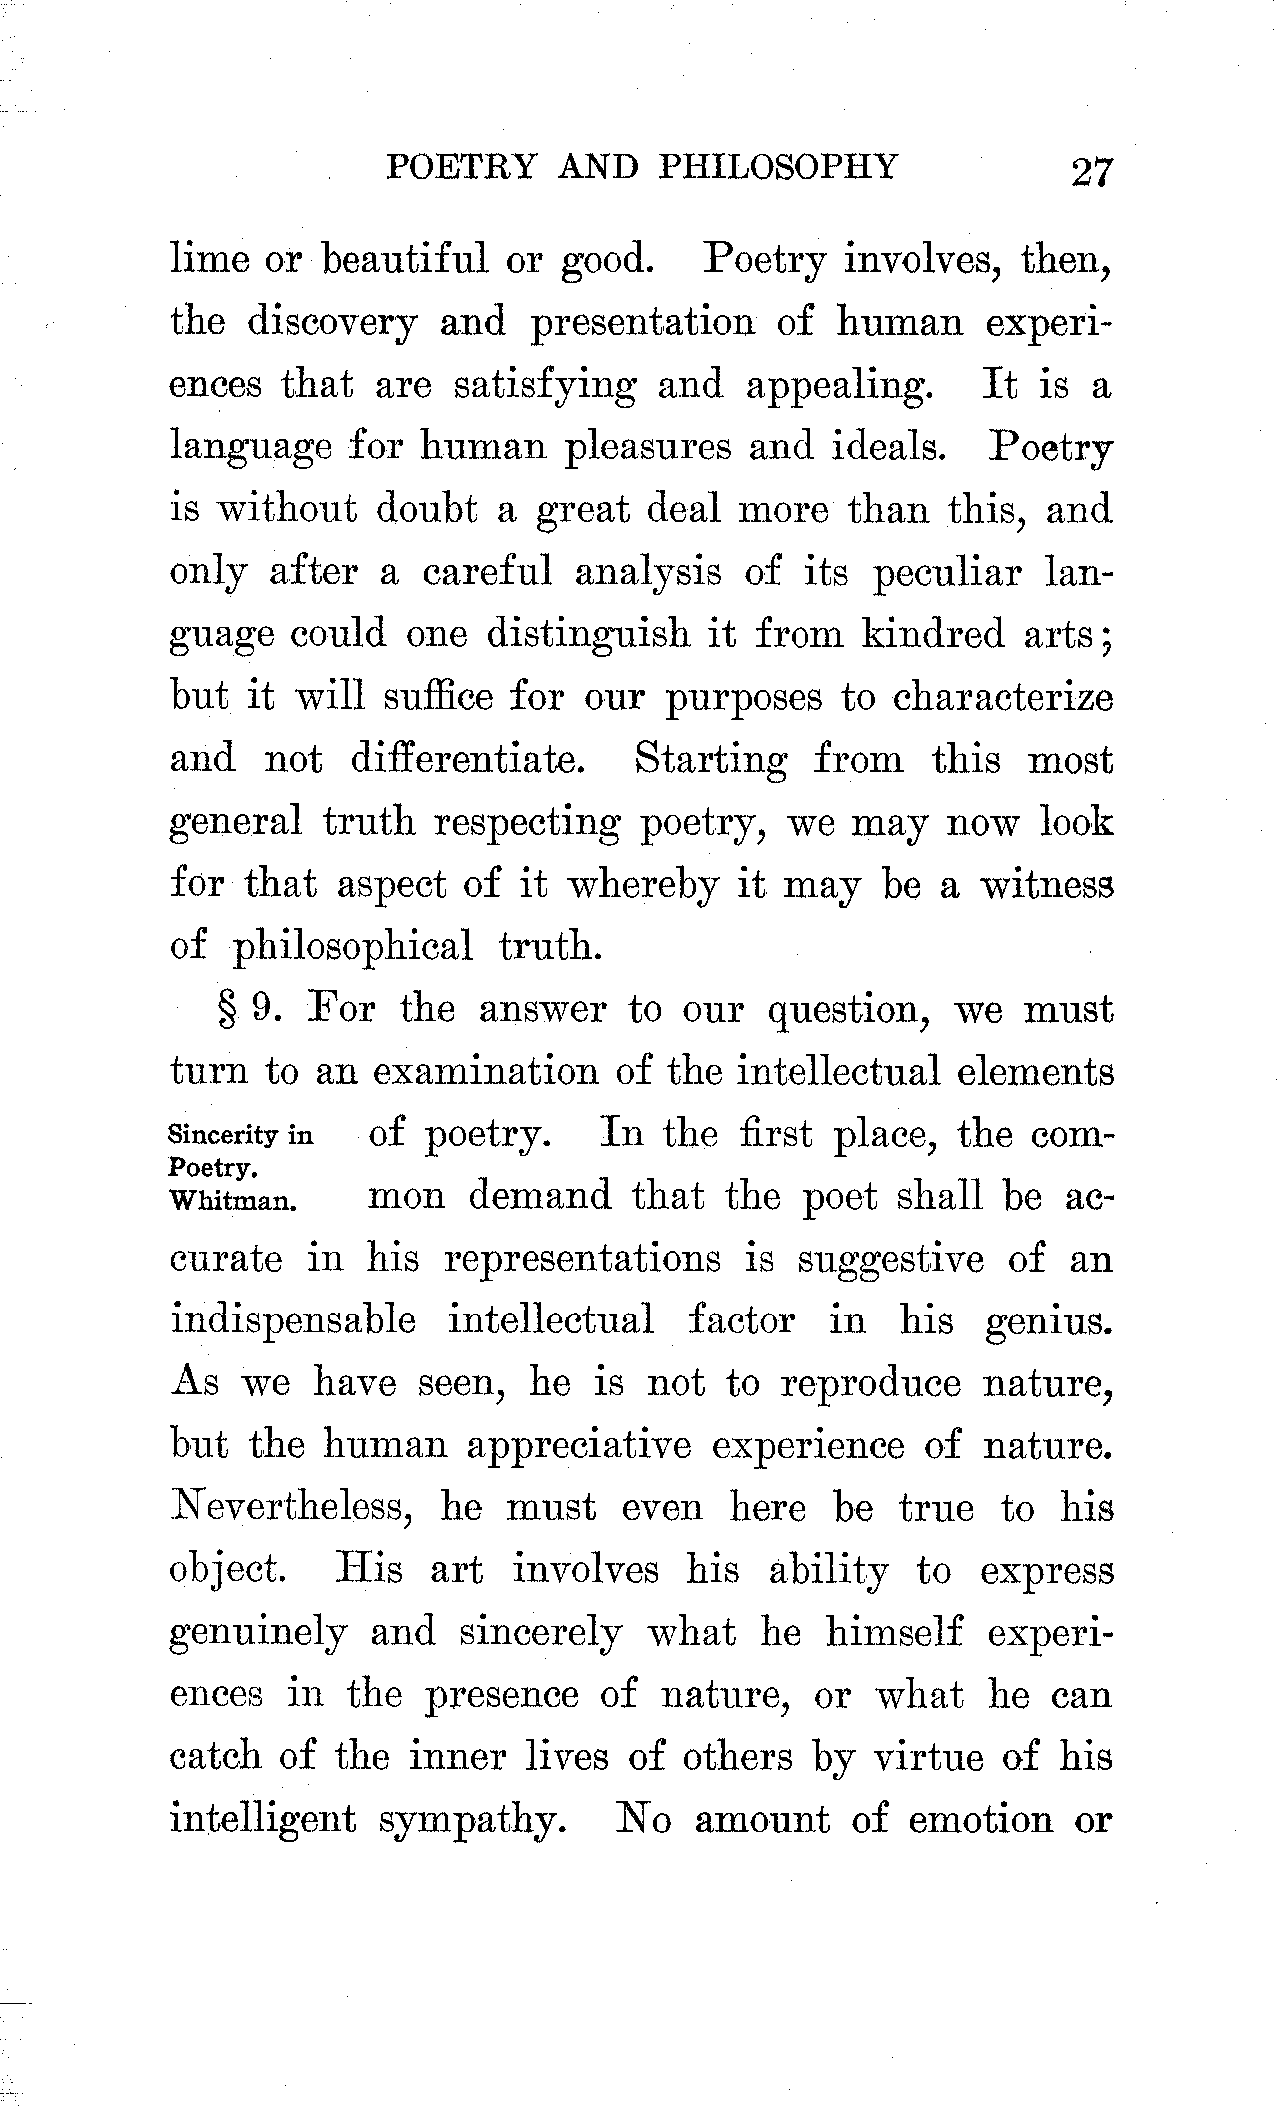 POETRY AND PHILOSOPHY 27
lime or beautiful or good. Poetry involves, then,
the discovery and presentation of human experi-
ences that are satisfying and appealing. It is a
language for human pleasures and ideals. Poetry
is without doubt a great deal more than this, and
only after a careful analysis of its peculiar lan-
guage could one distinguish it from kindred arts;
but it will suffice for our purposes to characterize
and not differentiate. Starting from this most
general truth respecting poetry, we may now look
for that aspect of it whereby it may be a witness
of philosophical truth.
§ 9. For the answer to our question, we must
turn to an examination of the intellectual elements
Sincerity in
Poetry.
Whitman.
of poetry. In the first place, the com-
mon demand that the poet shall be ac-
curate in his representations is suggestive of an
indispensable intellectual factor in his genius.
As we have seen, he is not to reproduce nature,
but the human appreciative experience of nature.
Nevertheless, he must even here be true to his
object. His art involves his ability to express
genuinely and sincerely what he himself experi-
ences in the presence of nature, or what he can
catch of the inner lives of others by virtue of his
intelligent sympathy. No amount of emotion or